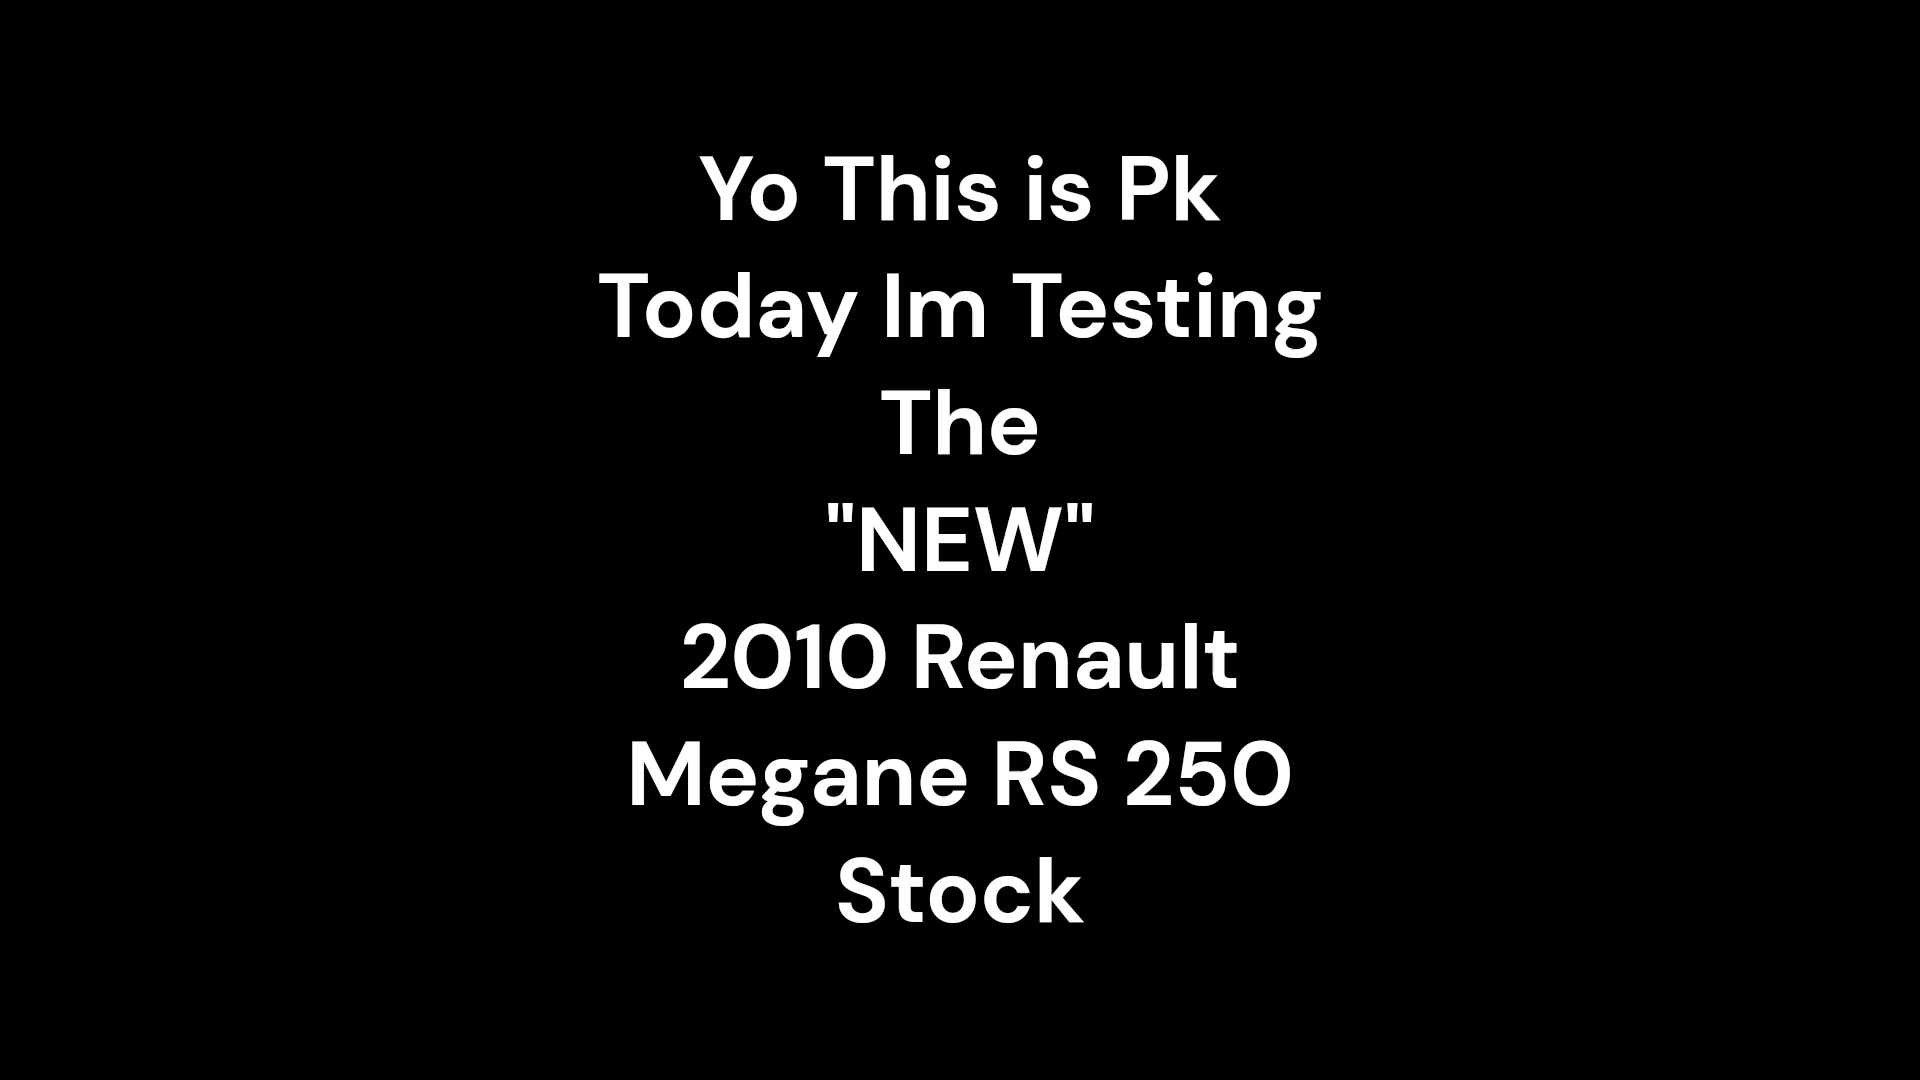 Yo This is Pk
Today Im Testing
The
"NEW"
2010 Renault
Megane RS 250
Stock